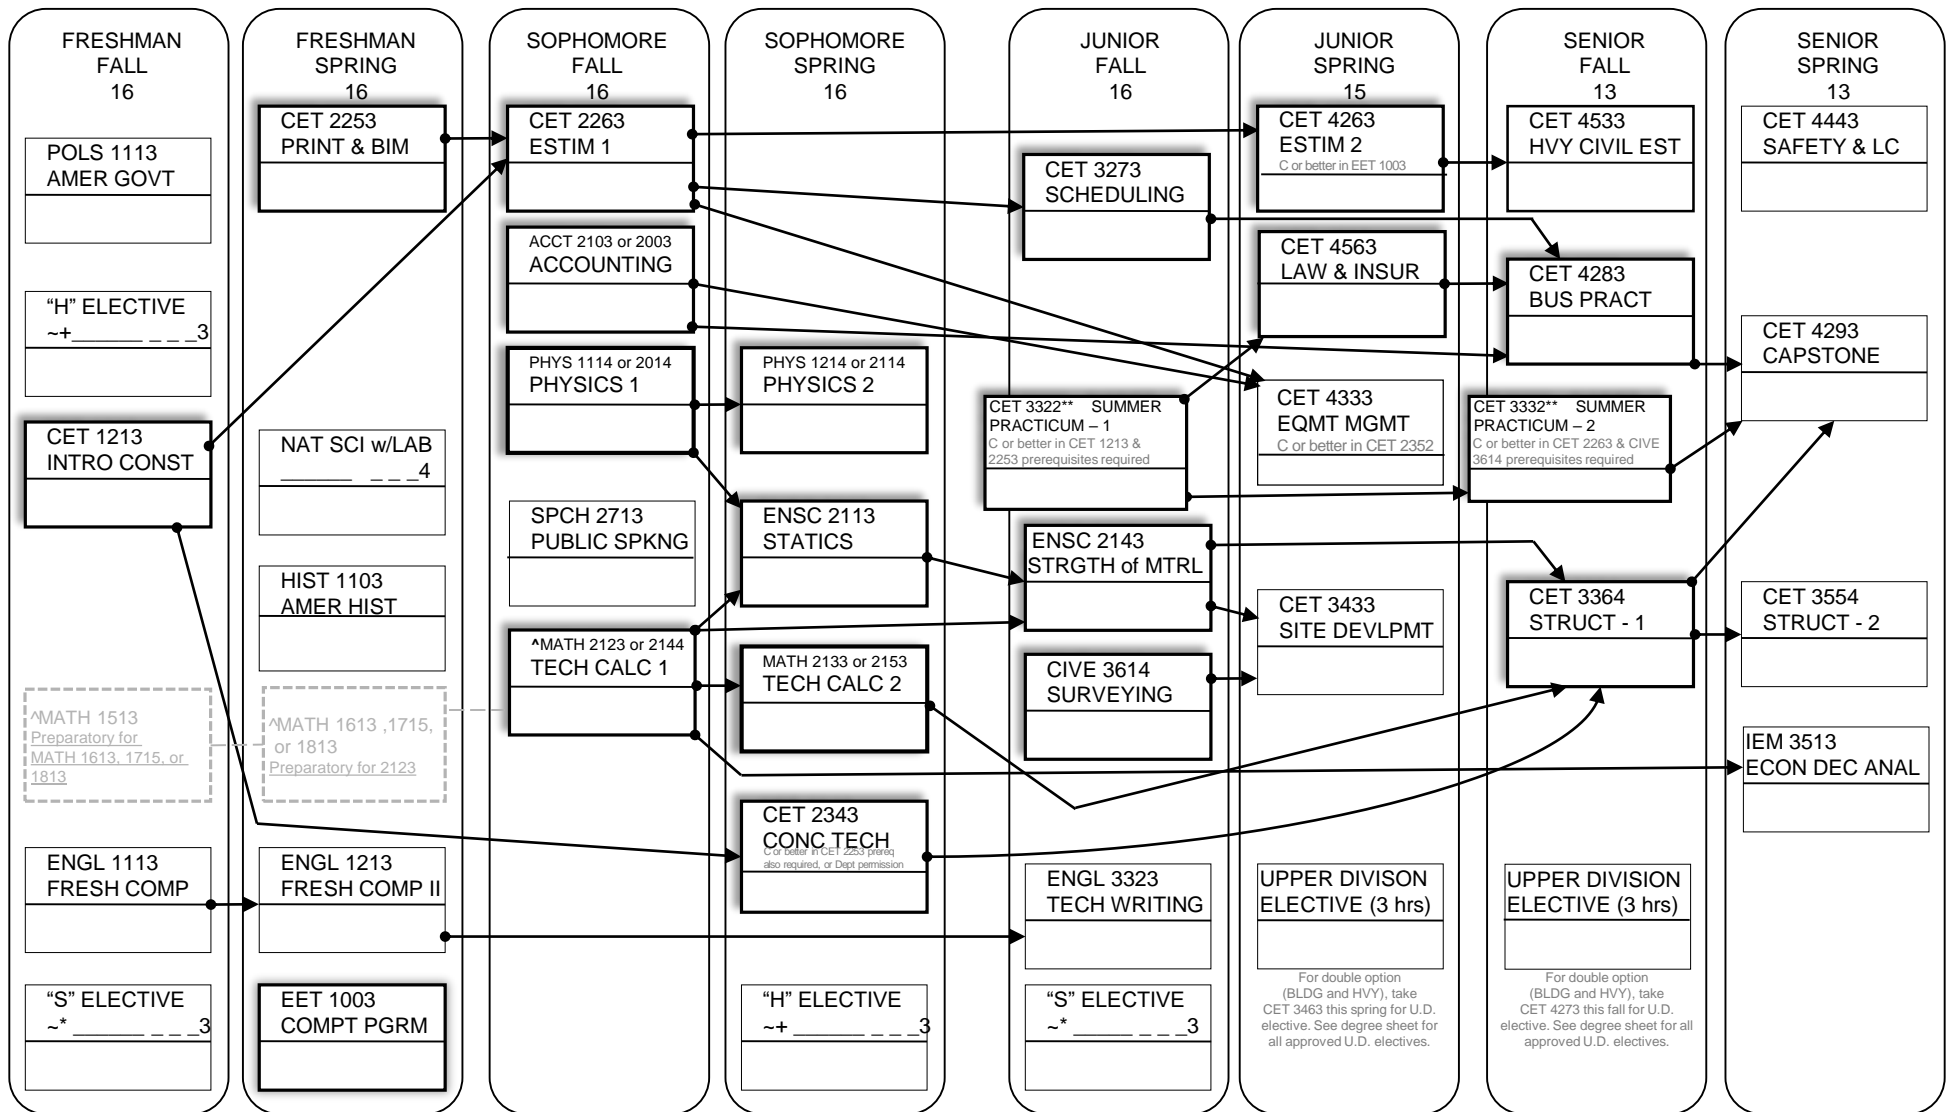 FRESHMAN
FALL
16
POLS 1113
AMER GOVT
“H” ELECTIVE
~+______ _ _ _3
CET 1213
INTRO CONST
^MATH 1513
Preparatory for
MATH 1613, 1715, or
1813
ENGL 1113
FRESH COMP
“S” ELECTIVE
~* ______ _ _ _3
FRESHMAN
SPRING
16
CET 2253
PRINT & BIM
NAT SCI w/LAB
______ _ _ _4
HIST 1103
AMER HIST
^MATH 1613 ,1715,
or 1813
Preparatory for 2123
ENGL 1213
FRESH COMP II
EET 1003
COMPT PGRM
SOPHOMORE
FALL
16
CET 2263
ESTIM 1
ACCT 2103 or 2003
ACCOUNTING
PHYS 1114 or 2014
PHYSICS 1
SPCH 2713
PUBLIC SPKNG
^MATH 2123 or 2144
TECH CALC 1
SOPHOMORE
SPRING
16
PHYS 1214 or 2114
PHYSICS 2
ENSC 2113
STATICS
MATH 2133 or 2153
TECH CALC 2
CET 2343
CONC TECH
C or better in CET 2253 prereq
also required, or Dept permission
“H” ELECTIVE
~+ ______ _ _ _3
JUNIOR
FALL
16
CET 3273
SCHEDULING
CET 3322** SUMMER
PRACTICUM – 1
C or better in CET 1213 &
2253 prerequisites required
ENSC 2143
STRGTH of MTRL
CIVE 3614
SURVEYING
ENGL 3323
TECH WRITING
“S” ELECTIVE
~* ______ _ _ _3
JUNIOR
SPRING
15
CET 4263
ESTIM 2
C or better in EET 1003
CET 4563
LAW & INSUR
CET 4333
EQMT MGMT
C or better in CET 2352
CET 3433
SITE DEVLPMT
UPPER DIVISON
ELECTIVE (3 hrs)
For double option
(BLDG and HVY), take
CET 3463 this spring for U.D.
elective. See degree sheet for
all approved U.D. electives.
SENIOR
FALL
13
CET 4533
HVY CIVIL EST
CET 4283
BUS PRACT
CET 3332** SUMMER
PRACTICUM – 2
C or better in CET 2263 & CIVE
3614 prerequisites required
CET 3364
STRUCT - 1
UPPER DIVISION
ELECTIVE (3 hrs)
For double option
(BLDG and HVY), take
CET 4273 this fall for U.D.
elective. See degree sheet for all
approved U.D. electives.
SENIOR
SPRING
13
CET 4443
SAFETY & LC
CET 4293
CAPSTONE
CET 3554
STRUCT - 2
IEM 3513
ECON DEC ANAL